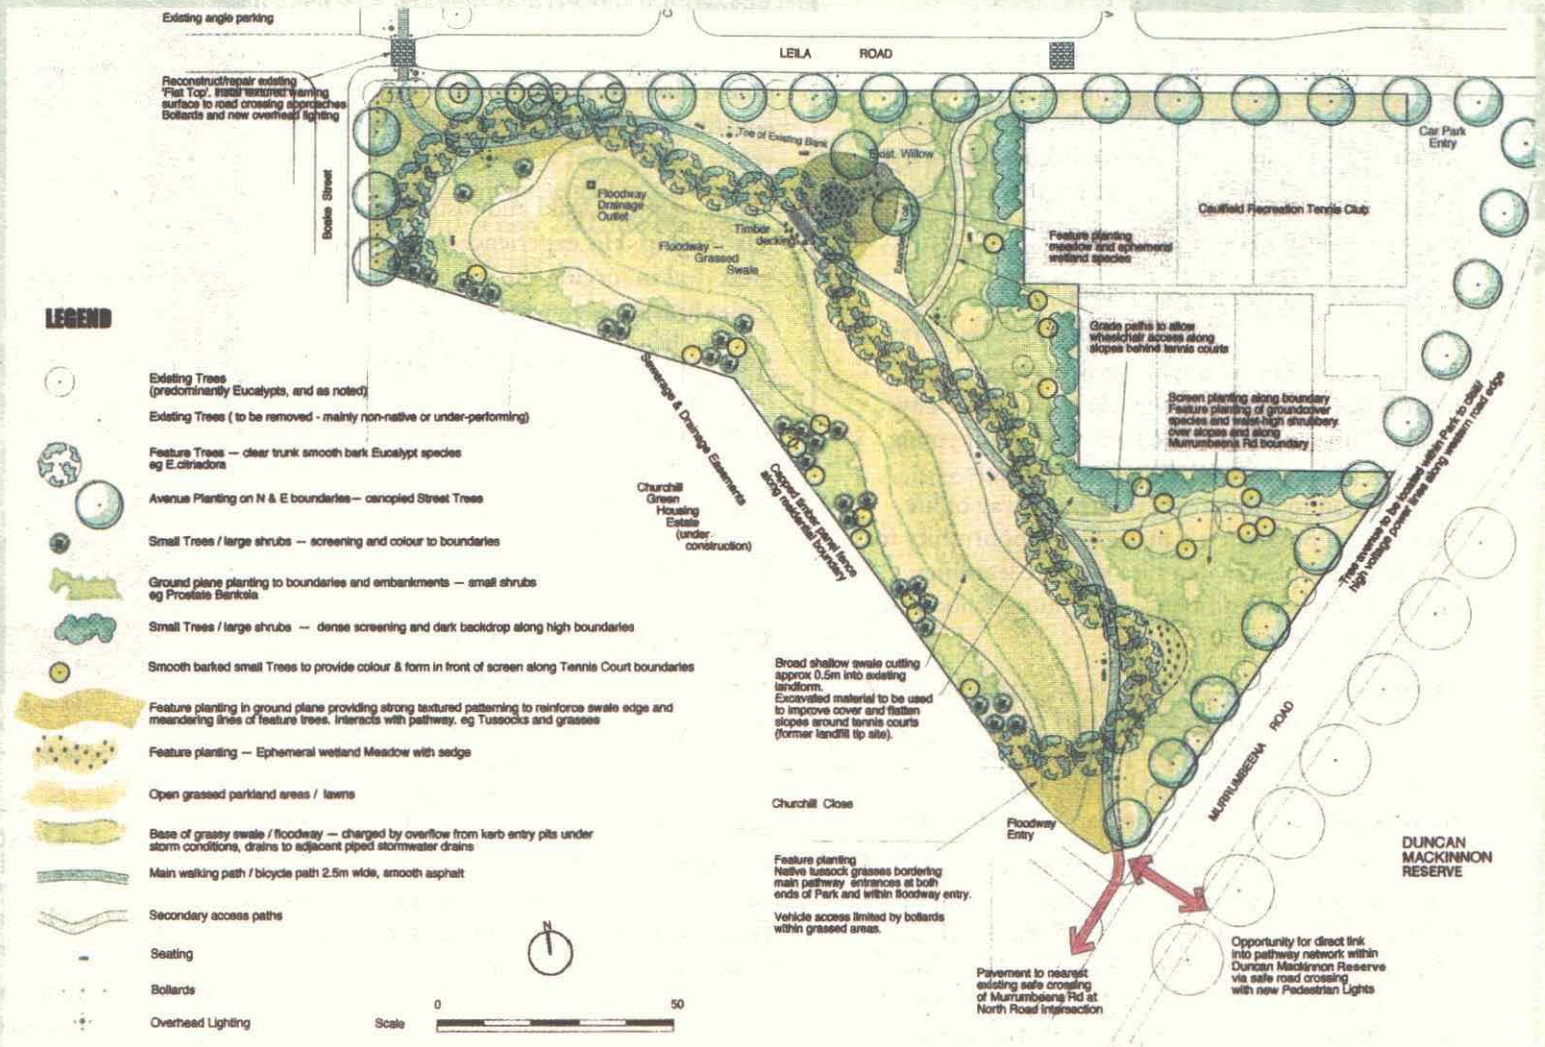 Existing angle parking
LEILA ROAD
Reconstruct/repair existing
'Flat Top'. Install textured warning
surface to road crossing approaches
Bollards and new overhead lighting
Boake Street
Top of Existing Bank
Exist. Willow
Car Park
Entry
Floodway
Drainage
Outlet
Timber
decking
Floodway —
Grassed
Swale
Caulfield Recreation Tennis Club
Feature planting
meadow and ephemeral
wetland species
Grade paths to allow
wheelchair access along
slopes behind tennis courts
Screen planting along boundary
Feature planting of groundcover
species and waist-high shrubbery
over slopes and along
Murrumbeena Rd boundary
Tree avenue to be located within Park to clear
high voltage power lines along western road edge
Sewerage & Drainage Easements
Capped timber panel fence
along residential boundary
Churchill
Green
Housing
Estate
(under
construction)
LEGEND
Existing Trees
(predominantly Eucalypts, and as noted)
Existing Trees ( to be removed - mainly non-native or under-performing)
Feature Trees — clear trunk smooth bark Eucalypt species
eg E.citriadora
Avenue Planting on N & E boundaries— canopied Street Trees
Small Trees / large shrubs — screening and colour to boundaries
Ground plane planting to boundaries and embankments — small shrubs
eg Prostate Banksia
Small Trees / large shrubs — dense screening and dark backdrop along high boundaries
Smooth barked small Trees to provide colour & form in front of screen along Tennis Court boundaries
Feature planting in ground plane providing strong textured patterning to reinforce swale edge and
meandering lines of feature trees. Interacts with pathway. eg Tussocks and grasses
Feature planting — Ephemeral wetland Meadow with sedge
Open grassed parkland areas / lawns
Base of grassy swale / floodway — charged by overflow from kerb entry pits under
storm conditions, drains to adjacent piped stormwater drains
Main walking path / bicycle path 2.5m wide, smooth asphalt
Secondary access paths
Seating
Bollards
Overhead Lighting
N
Scale
0 50
Broad shallow swale cutting
approx 0.5m into existing
landform.
Excavated material to be used
to improve cover and flatten
slopes around tennis courts
(former landfill tip site).
Churchill Close
Floodway
Entry
Feature planting
Native tussock grasses bordering
main pathway entrances at both
ends of Park and within floodway entry.
Vehicle access limited by bollards
within grassed areas.
MURRUMBEENA ROAD
DUNCAN
MACKINNON
RESERVE
Pavement to nearest
existing safe crossing
of Murrumbeena Rd at
North Road Intersection
Opportunity for direct link
into pathway network within
Duncan Mackinnon Reserve
via safe road crossing
with new Pedestrian Lights